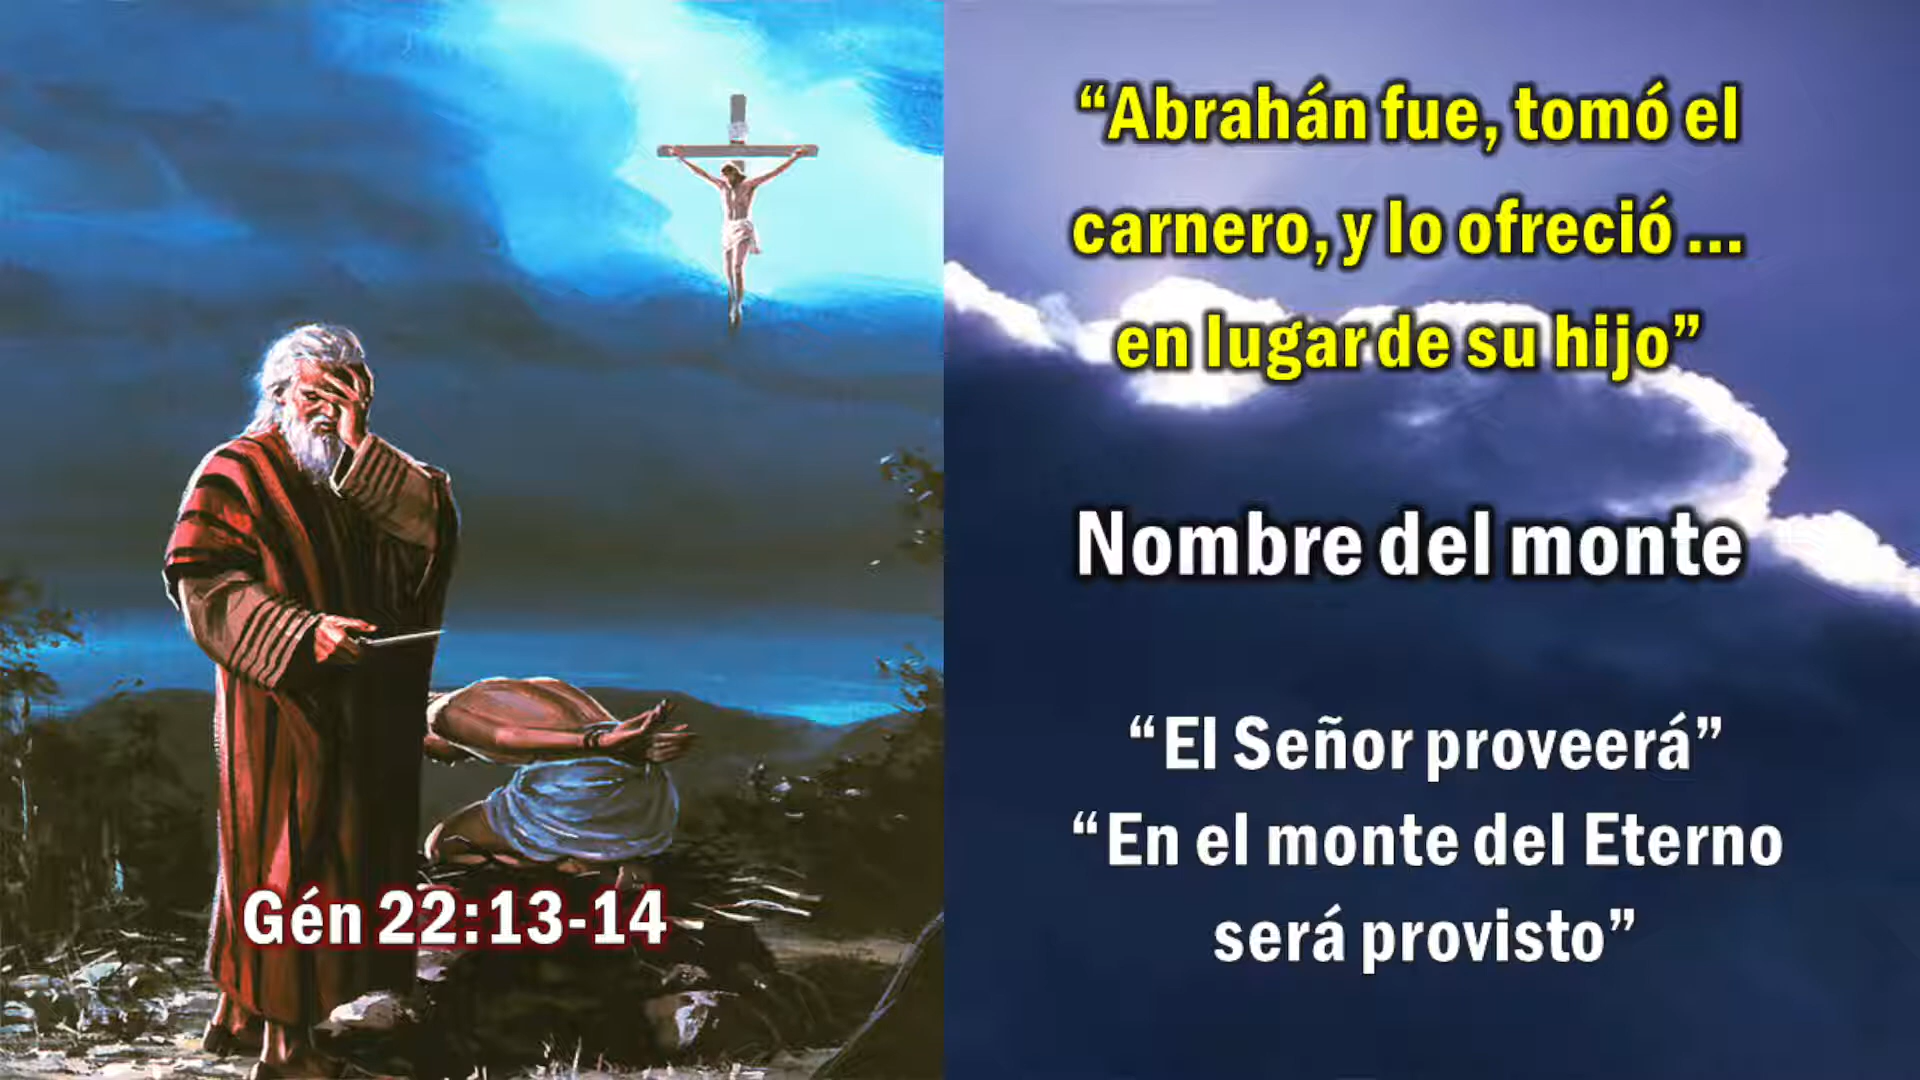 “Abrahán fue, tomó el
carnero, y lo ofreció ...
en lugar de su hijo”
Nombre del monte
“El Señor proveerá”
“En el monte del Eterno
será provisto”
Gén 22:13-14